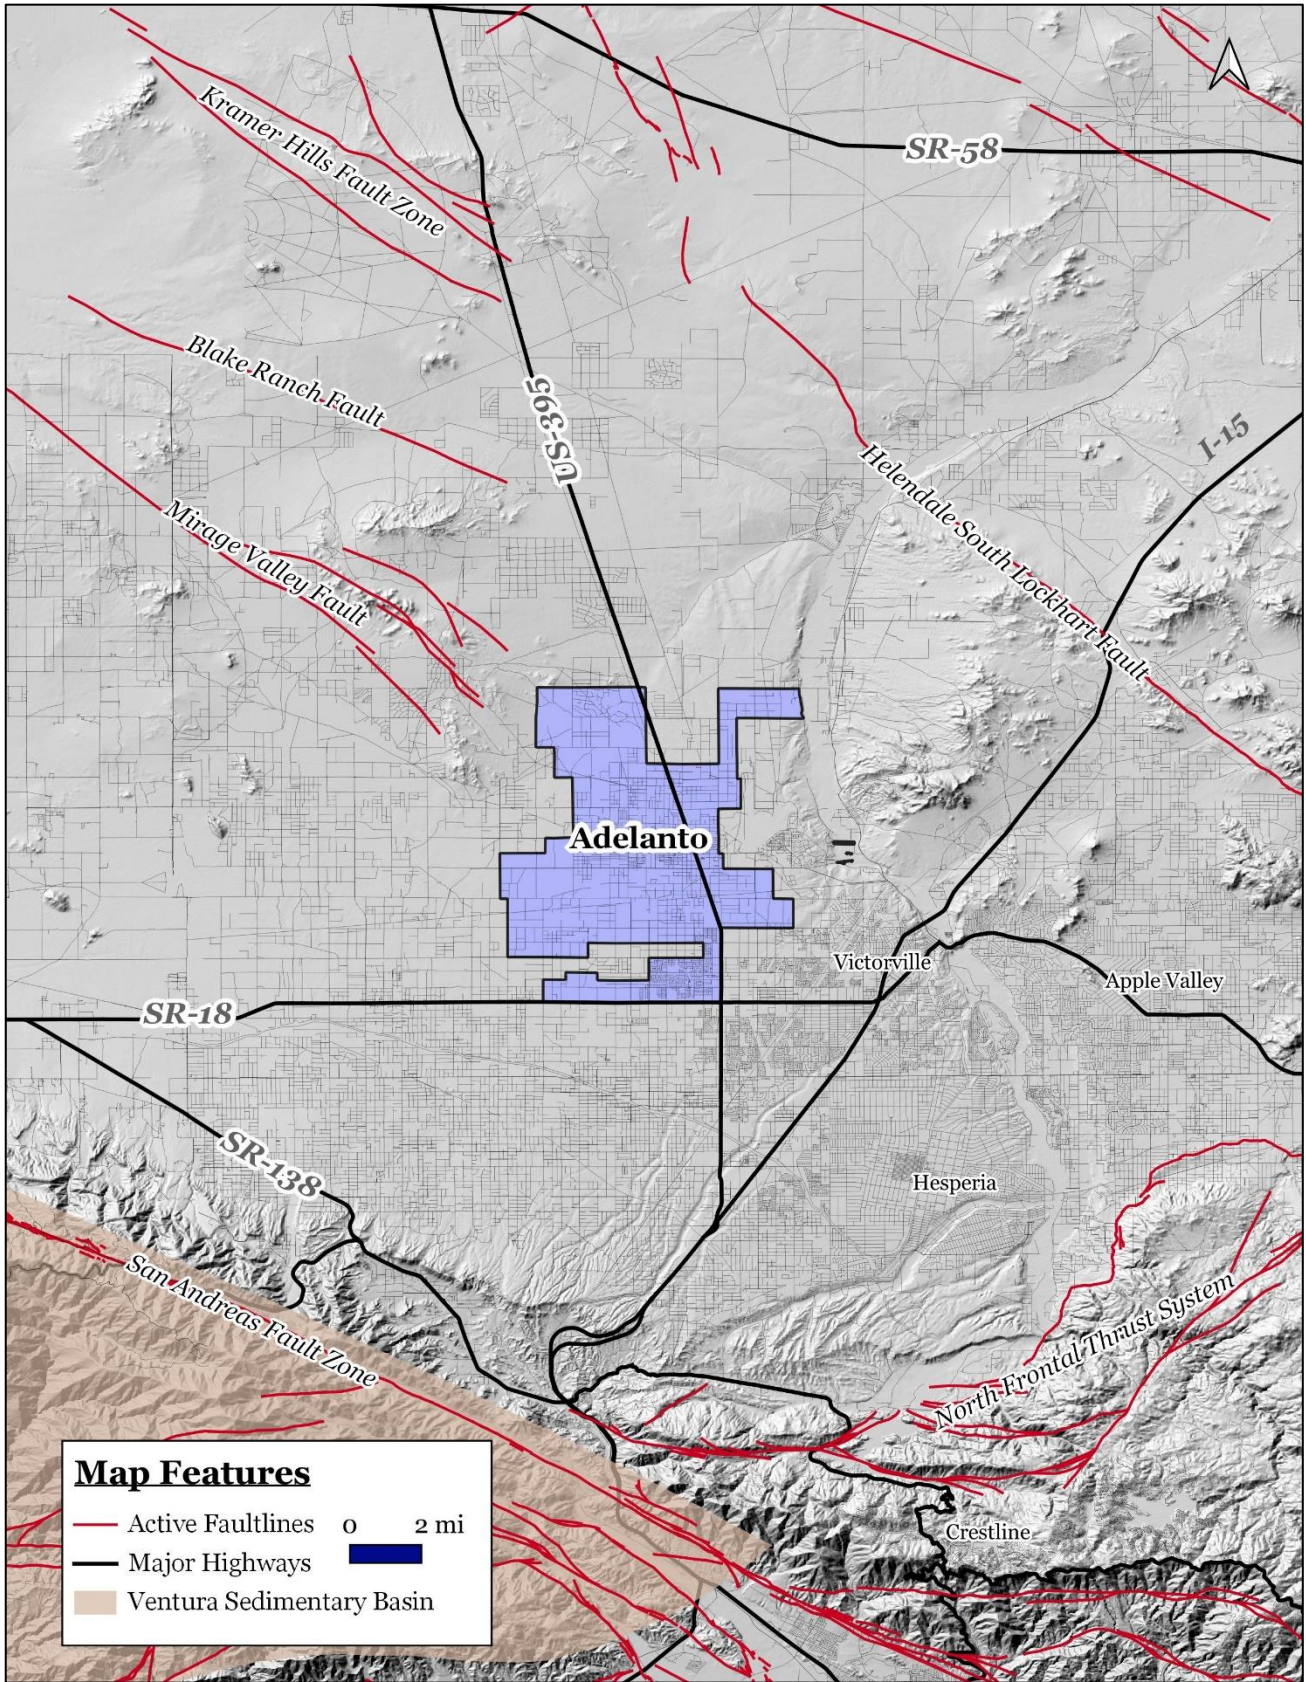 SR-58
Kramer Hills Fault Zone
Blake Ranch Fault
US-395
I-15
Helendale South Lockhart Fault
Mirage Valley Fault
Adelanto
Victorville
Apple Valley
SR-18
SR-138
Hesperia
San Andreas Fault Zone
North Frontal Thrust System
Crestline
Map Features
Active Faultlines
0 2 mi
Major Highways
Ventura Sedimentary Basin